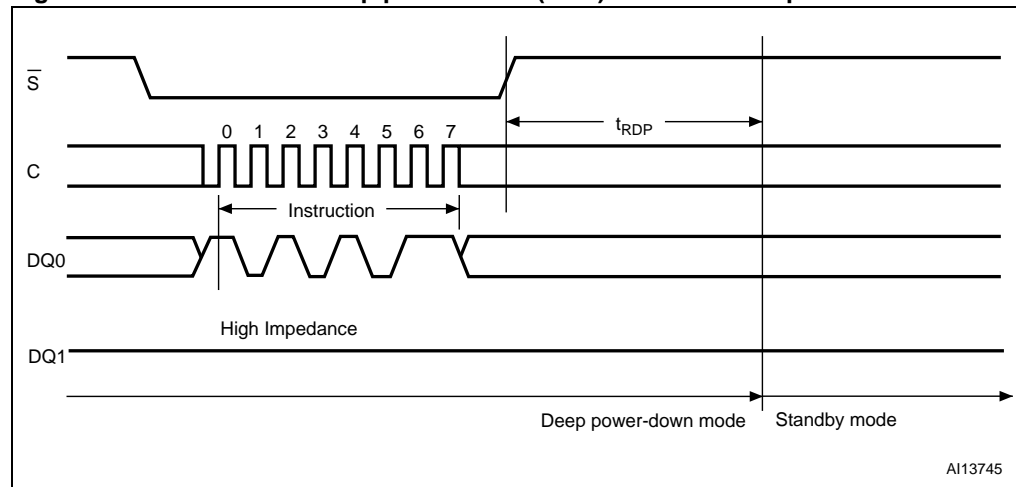 S
tRDP
0 1 2 3 4 5 6 7
C
Instruction
DQ0
High Impedance
DQ1
Deep power-down mode Standby mode
AI13745